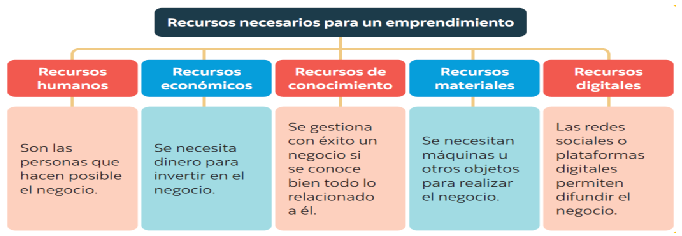 Recursos necesarios para un emprendimiento
Recursos
humanos
Recursos
económicos
Recursos de
conocimiento
Recursos
materiales
Recursos
digitales
Son las
personas que
hacen posible
el negocio.
Se necesita
dinero para
invertir en el
negocio.
Se gestiona
con éxito un
negocio si
se conoce
bien todo lo
relacionado
a él.
Se necesitan
máquinas u
otros objetos
para realizar
el negocio.
Las redes
sociales o
plataformas
digitales
permiten
difundir el
negocio.